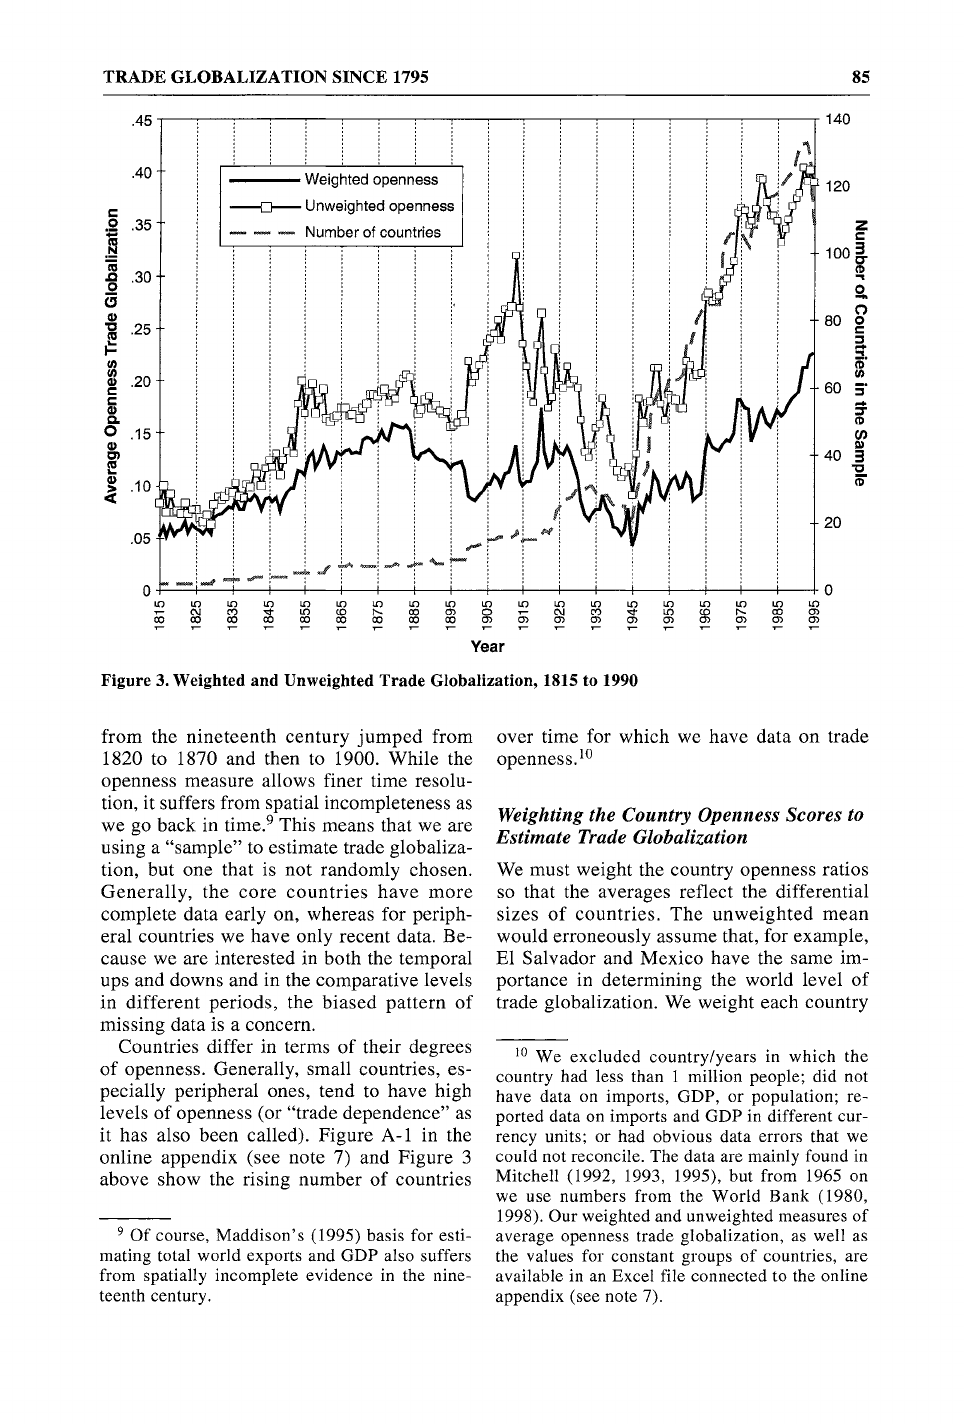 TRADE GLOBALIZATION SINCE 1795 85
.45
.40
.35
.30
.25
.20
.15
.10
.05
0
Average Openness Trade Globalization
Weighted openness
Unweighted openness
Number of countries
140
120
100
80
60
40
20
0
Number of Countries in the Sample
1815 1825 1835 1845 1855 1865 1875 1885 1895 1905 1915 1925 1935 1945 1955 1965 1975 1985 1995
Year
Figure 3. Weighted and Unweighted Trade Globalization, 1815 to 1990
from the nineteenth century jumped from
1820 to 1870 and then to 1900. While the
openness measure allows finer time resolu-
tion, it suffers from spatial incompleteness as
we go back in time.⁹ This means that we are
using a “sample” to estimate trade globaliza-
tion, but one that is not randomly chosen.
Generally, the core countries have more
complete data early on, whereas for periph-
eral countries we have only recent data. Be-
cause we are interested in both the temporal
ups and downs and in the comparative levels
in different periods, the biased pattern of
missing data is a concern.
Countries differ in terms of their degrees
of openness. Generally, small countries, es-
pecially peripheral ones, tend to have high
levels of openness (or “trade dependence” as
it has also been called). Figure A-1 in the
online appendix (see note 7) and Figure 3
above show the rising number of countries
⁹ Of course, Maddison's (1995) basis for esti-
mating total world exports and GDP also suffers
from spatially incomplete evidence in the nine-
teenth century.
over time for which we have data on trade
openness.¹⁰
Weighting the Country Openness Scores to
Estimate Trade Globalization
We must weight the country openness ratios
so that the averages reflect the differential
sizes of countries. The unweighted mean
would erroneously assume that, for example,
El Salvador and Mexico have the same im-
portance in determining the world level of
trade globalization. We weight each country
¹⁰ We excluded country/years in which the
country had less than 1 million people; did not
have data on imports, GDP, or population; re-
ported data on imports and GDP in different cur-
rency units; or had obvious data errors that we
could not reconcile. The data are mainly found in
Mitchell (1992, 1993, 1995), but from 1965 on
we use numbers from the World Bank (1980,
1998). Our weighted and unweighted measures of
average openness trade globalization, as well as
the values for constant groups of countries, are
available in an Excel file connected to the online
appendix (see note 7).